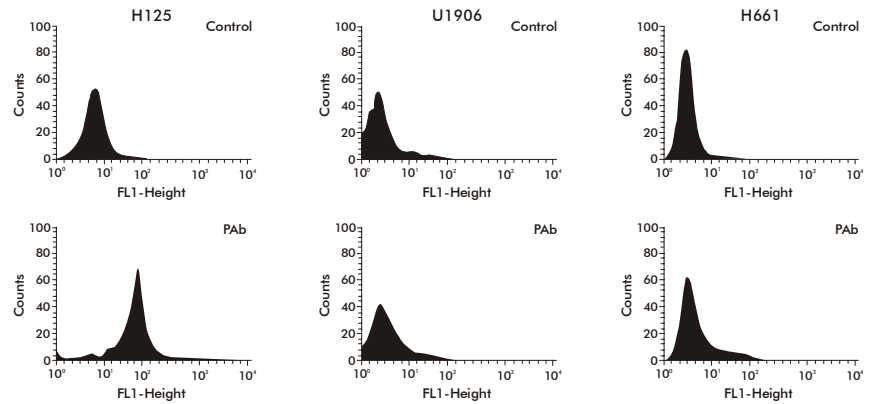 H125 U1906 H661
Control Control Control
100 100 100
80 80 80
60 60 60
Counts Counts Counts
40 40 40
20 20 20
0 0 0
10⁰ 10¹ 10² 10³ 10⁴ 10⁰ 10¹ 10² 10³ 10⁴ 10⁰ 10¹ 10² 10³ 10⁴
FL1-Height FL1-Height FL1-Height
PAb PAb PAb
100 100 100
80 80 80
60 60 60
Counts Counts Counts
40 40 40
20 20 20
0 0 0
10⁰ 10¹ 10² 10³ 10⁴ 10⁰ 10¹ 10² 10³ 10⁴ 10⁰ 10¹ 10² 10³ 10⁴
FL1-Height FL1-Height FL1-Height